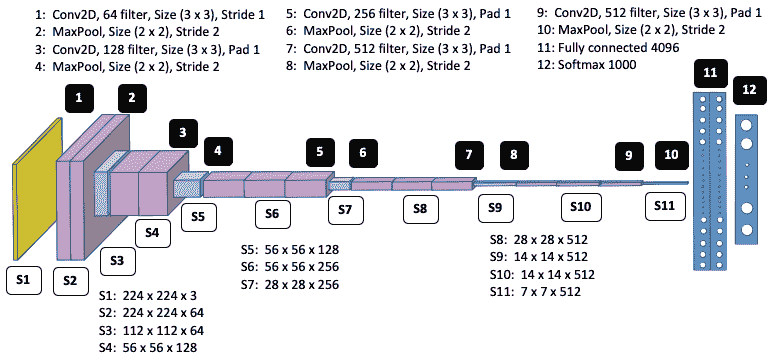 1: Conv2D, 64 filter, Size (3 x 3), Stride 1
2: MaxPool, Size (2 x 2), Stride 2
3: Conv2D, 128 filter, Size (3 x 3), Pad 1
4: MaxPool, Size (2 x 2), Stride 2
5: Conv2D, 256 filter, Size (3 x 3), Pad 1
6: MaxPool, Size (2 x 2), Stride 2
7: Conv2D, 512 filter, Size (3 x 3), Pad 1
8: MaxPool, Size (2 x 2), Stride 2
9: Conv2D, 512 filter, Size (3 x 3), Pad 1
10: MaxPool, Size (2 x 2), Stride 2
11: Fully connected 4096
12: Softmax 1000
1
2
3
4
5
6
7
8
9
10
11
12
S1
S2
S3
S4
S5
S6
S7
S8
S9
S10
S11
S1: 224 x 224 x 3
S2: 224 x 224 x 64
S3: 112 x 112 x 64
S4: 56 x 56 x 128
S5: 56 x 56 x 128
S6: 56 x 56 x 256
S7: 28 x 28 x 256
S8: 28 x 28 x 512
S9: 14 x 14 x 512
S10: 14 x 14 x 512
S11: 7 x 7 x 512